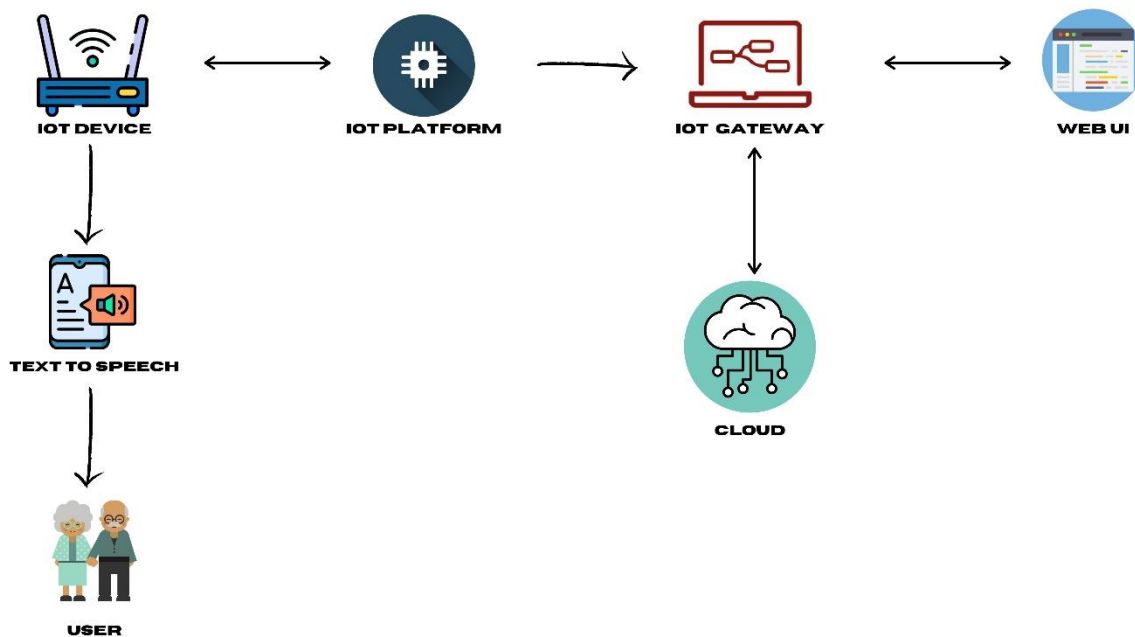 IOT DEVICE
IOT PLATFORM
IOT GATEWAY
WEB UI
A
TEXT TO SPEECH
CLOUD
USER